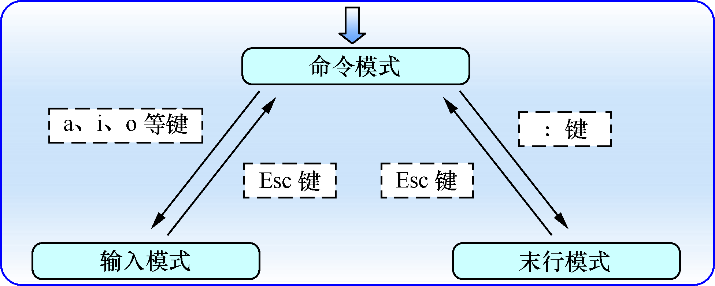 命令模式
a、i、o 等键
：键
Esc 键
Esc 键
输入模式
末行模式